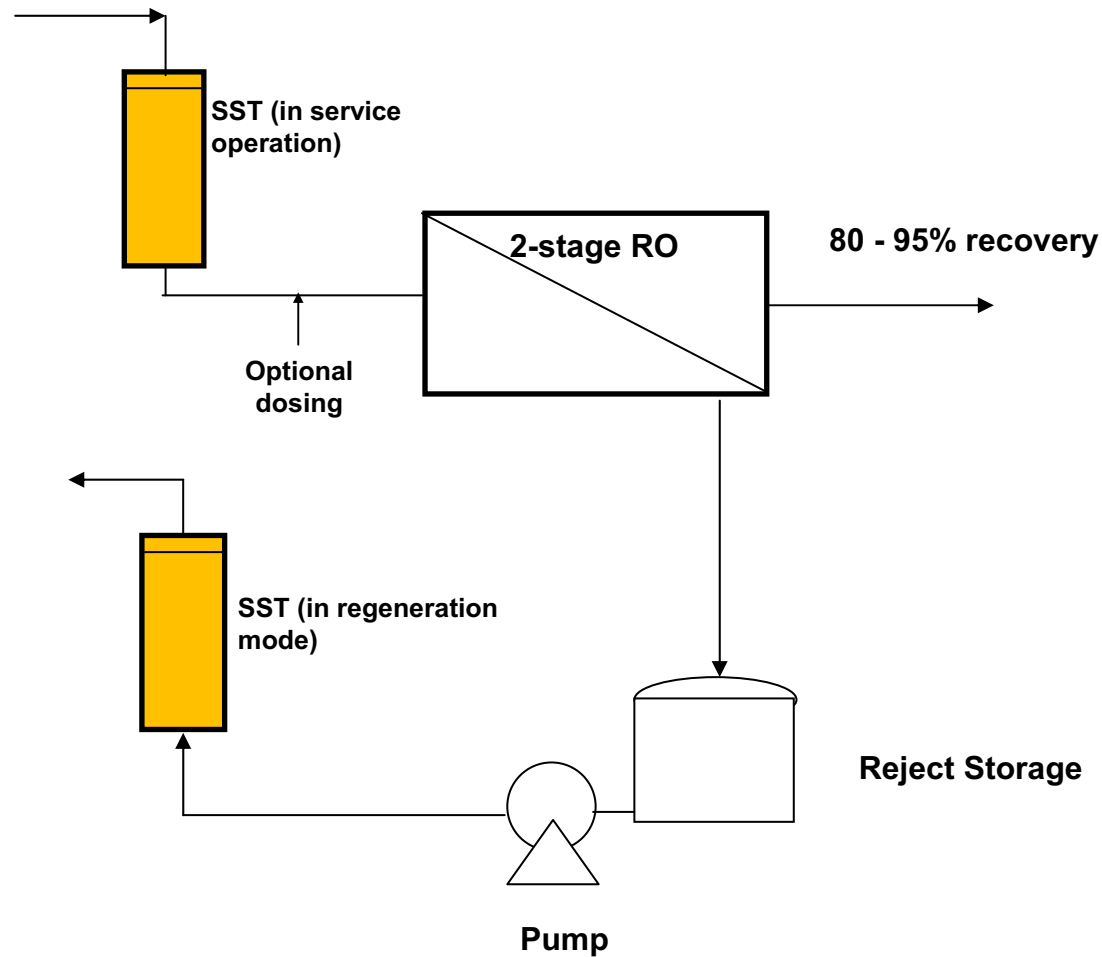 SST (in service
operation)
2-stage RO
80 - 95% recovery
Optional
dosing
SST (in regeneration
mode)
Reject Storage
Pump